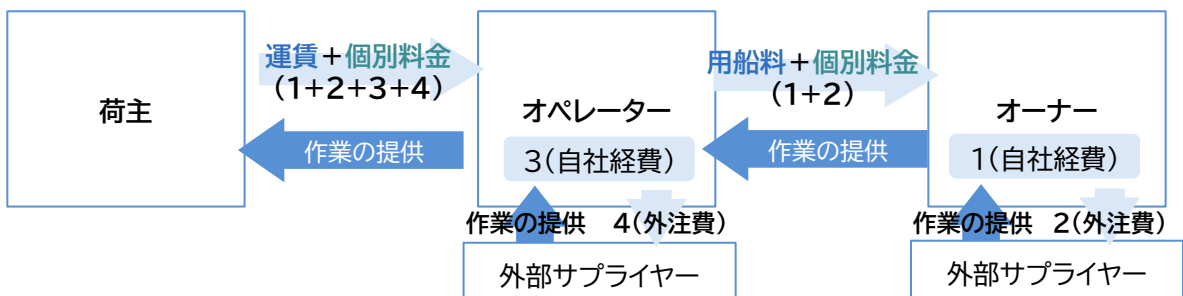 荷主
運賃+個別料金
(1+2+3+4)
作業の提供
オペレーター
3(自社経費)
作業の提供 4(外注費)
外部サプライヤー
用船料+個別料金
(1+2)
作業の提供
オーナー
1(自社経費)
作業の提供 2(外注費)
外部サプライヤー